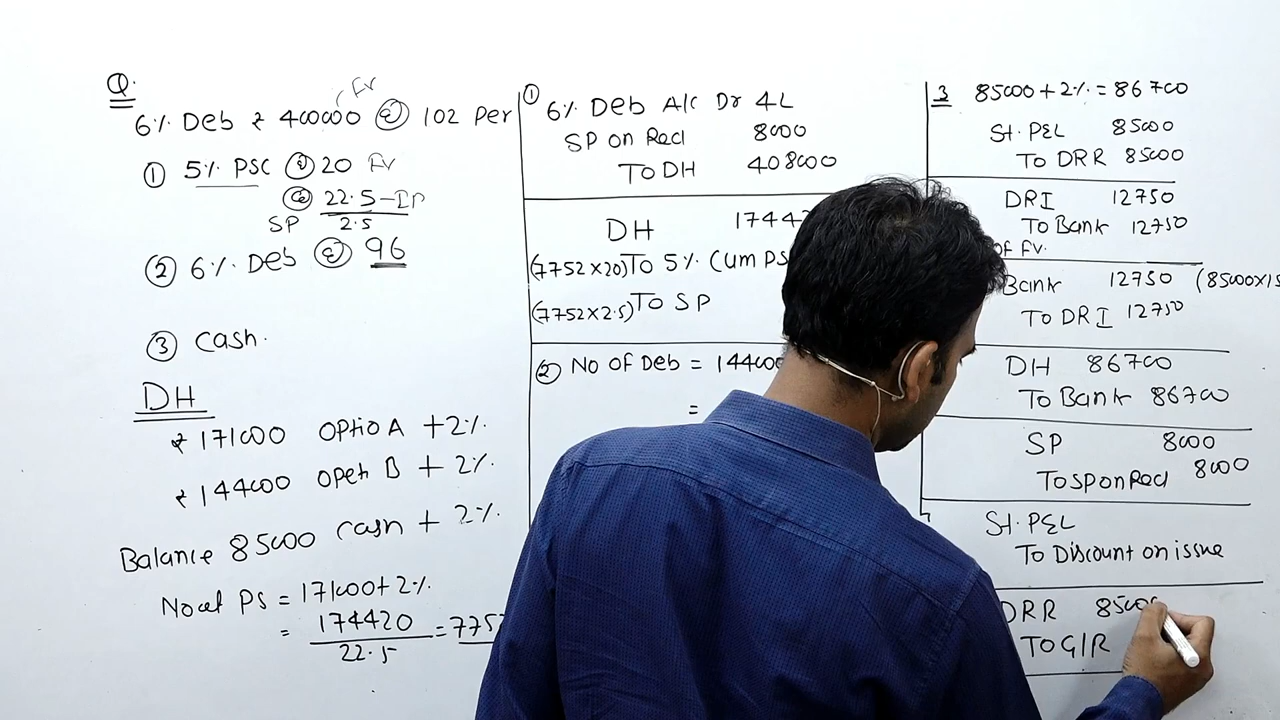 Q.
FV
6% Deb ₹ 400000 @ 102 Per
① 5% PSC @ 20 FV
@ 22.5 - IP
SP 2.5
② 6% Deb @ 96
③ Cash.
DH
₹ 171000 Optio A + 2%.
₹ 144000 B + 2%.
Balance 85000 Cash + 2%.
No of PS = 171000 + 2%.
= 174420 = 775
22.5
① 6% Deb A/C Dr 4L
SP on Red 8000
To DH 408000
DH 1744
(7752×20) To 5% Cum PS
(7752×2.5) To SP
② No of Deb = 144000
=
3 85000 + 2% = 86700
St. P&L 85000
To DRR 85000
DRI 12750
To Bank 12750
of FV.
Bank 12750 (85000×15
To DRI 12750
DH 86700
To Bank 86700
SP 8000
To SP on Red 8000
St. P&L
To Discount on issue
DRR 85000
To G/R